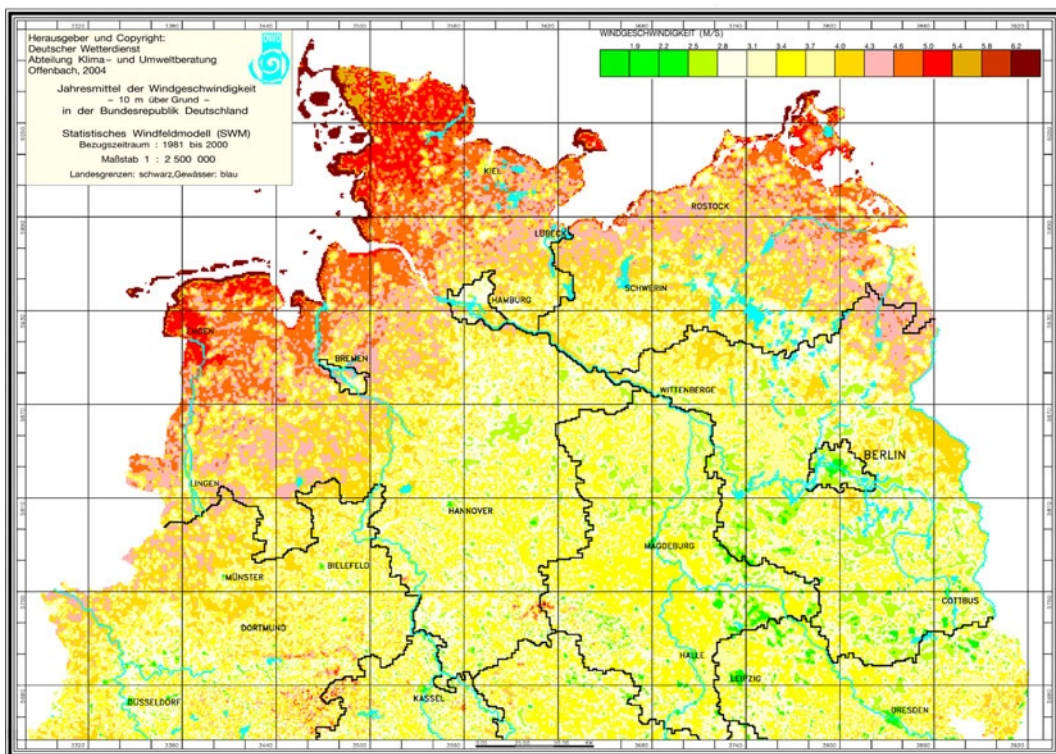 Herausgeber und Copyright:
Deutscher Wetterdienst
Abteilung Klima- und Umweltberatung
Offenbach, 2004
DWD
Jahresmittel der Windgeschwindigkeit
- 10 m über Grund -
in der Bundesrepublik Deutschland
Statistisches Windfeldmodell (SWM)
Bezugszeitraum : 1981 bis 2000
Maßstab 1 : 2 500 000
Landesgrenzen: schwarz,Gewässer: blau
WINDGESCHWINDIGKEIT (M/S)
1.9 2.2 2.5 2.8 3.1 3.4 3.7 4.0 4.3 4.6 5.0 5.4 5.8 6.2
KIEL
ROSTOCK
LÜBECK
SCHWERIN
HAMBURG
EMDEN
BREMEN
WITTENBERGE
BERLIN
LINGEN
HANNOVER
MAGDEBURG
BIELEFELD
MÜNSTER
COTTBUS
DORTMUND
HALLE
LEIPZIG
KASSEL
DÜSSELDORF
DRESDEN